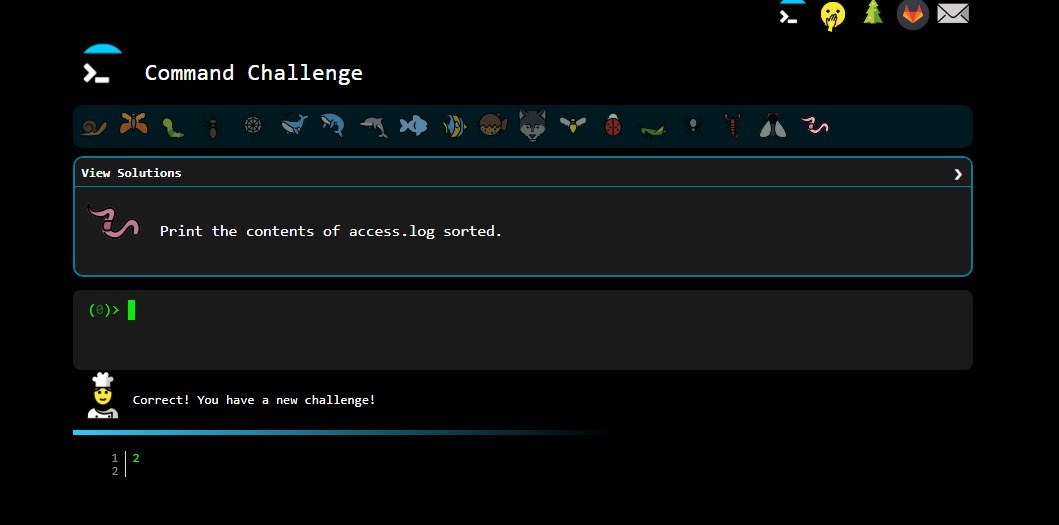 Command Challenge
View Solutions
Print the contents of access.log sorted.
(0)>
Correct! You have a new challenge!
1 2
2